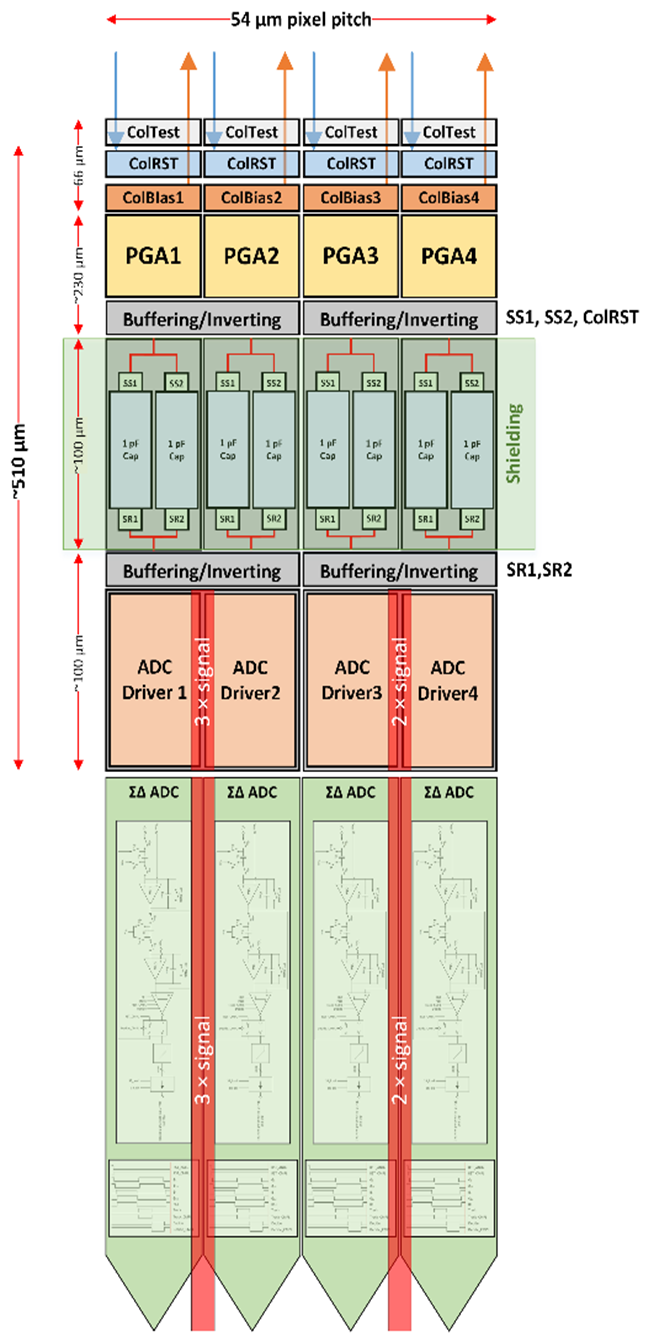 54 µm pixel pitch
ColTest ColTest ColTest ColTest
ColRST ColRST ColRST ColRST
66 µm
ColBIas1 ColBias2 ColBias3 ColBias4
PGA1 PGA2 PGA3 PGA4
~230 µm
Buffering/Inverting Buffering/Inverting SS1, SS2, ColRST
SS1 SS2 SS1 SS2 SS1 SS2 SS1 SS2
1 pF 1 pF 1 pF 1 pF 1 pF 1 pF 1 pF 1 pF
Cap Cap Cap Cap Cap Cap Cap Cap
~100 µm
Shielding
~510 µm
SR1 SR2 SR1 SR2 SR1 SR2 SR1 SR2
Buffering/Inverting Buffering/Inverting SR1,SR2
~100 µm
ADC ADC ADC ADC
Driver 1 Driver2 Driver3 Driver4
3 × signal 2 × signal
ΣΔ ADC ΣΔ ADC ΣΔ ADC ΣΔ ADC
3 × signal 2 × signal